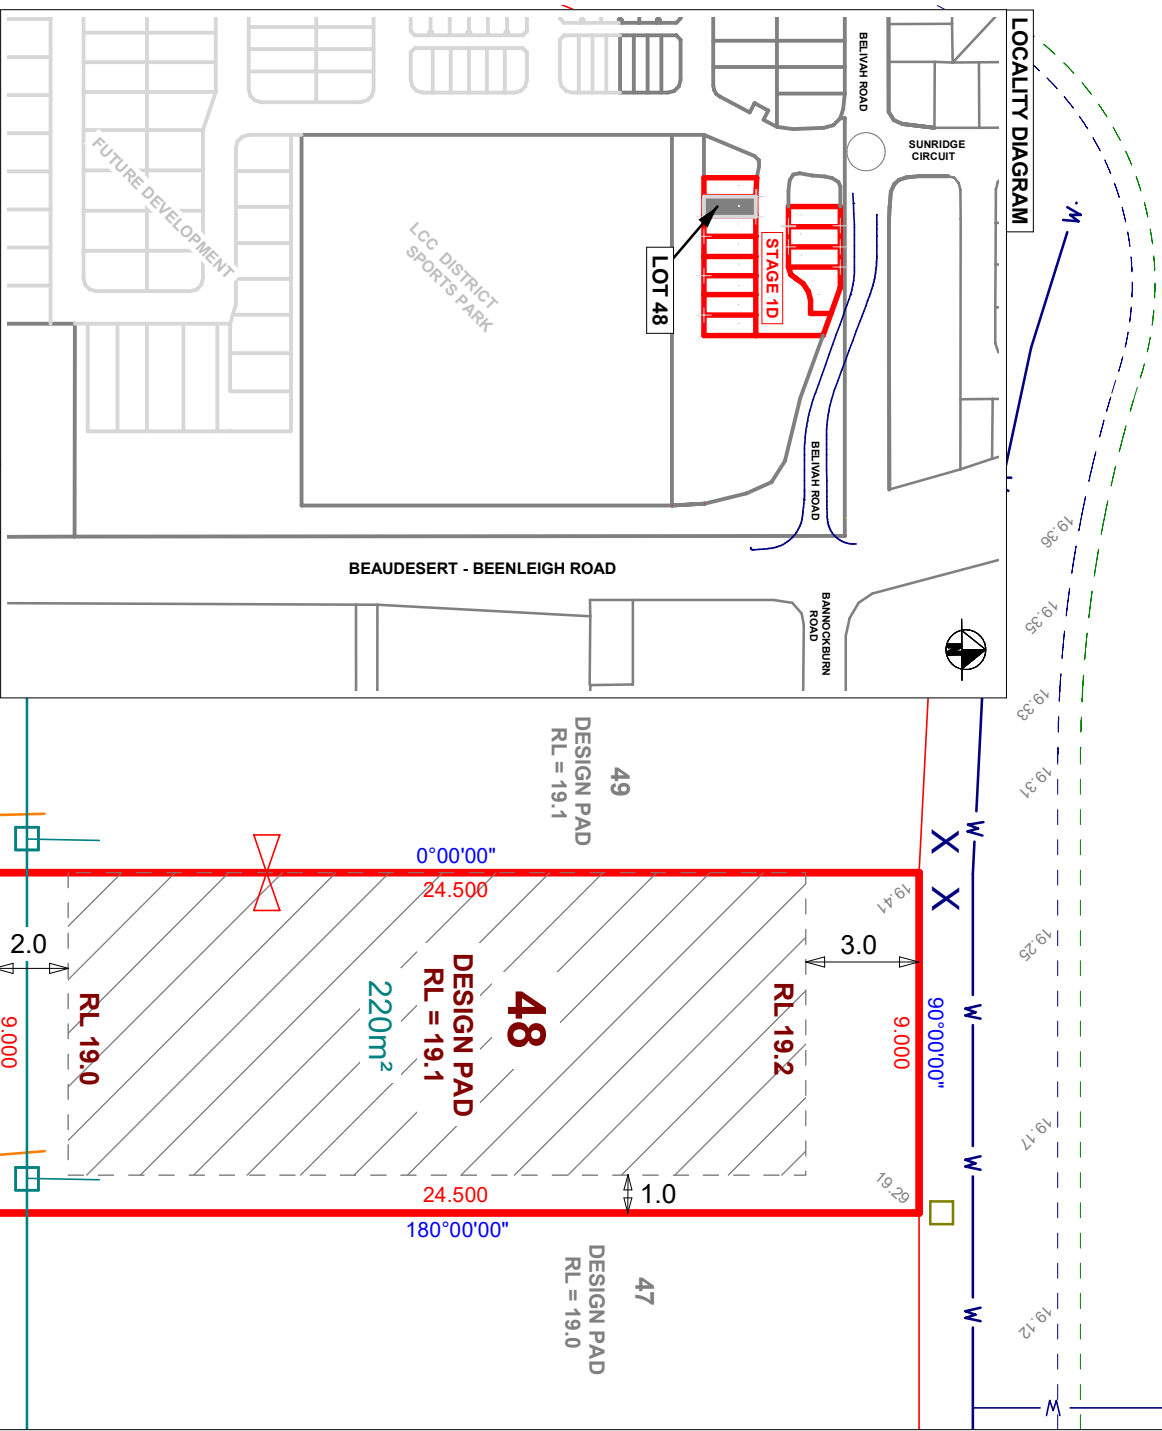 LOCALITY DIAGRAM
BELIVAH ROAD
SUNRIDGE
CIRCUIT
FUTURE DEVELOPMENT
LCC DISTRICT
SPORTS PARK
LOT 48
STAGE 1D
BELIVAH ROAD
BEAUDESERT - BEENLEIGH ROAD
BANNOCKBURN
ROAD
N
W
19.36
19.35
19.33
19.31
19.25
19.17
19.12
49
DESIGN PAD
RL = 19.1
0°00'00"
24.500
19.41
X X
W
W
W
W
W
2.0
3.0
RL 19.0
9.000
48
DESIGN PAD
RL = 19.1
220m²
RL 19.2
9.000
90°00'00"
24.500
1.0
19.29
180°00'00"
47
DESIGN PAD
RL = 19.0